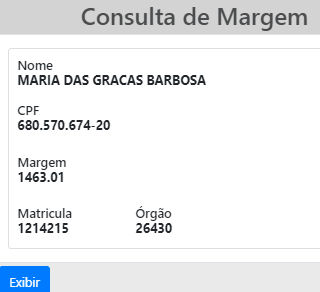 Consulta de Margem
Nome
MARIA DAS GRACAS BARBOSA
CPF
680.570.674-20
Margem
1463.01
Matricula Órgão
1214215 26430
Exibir